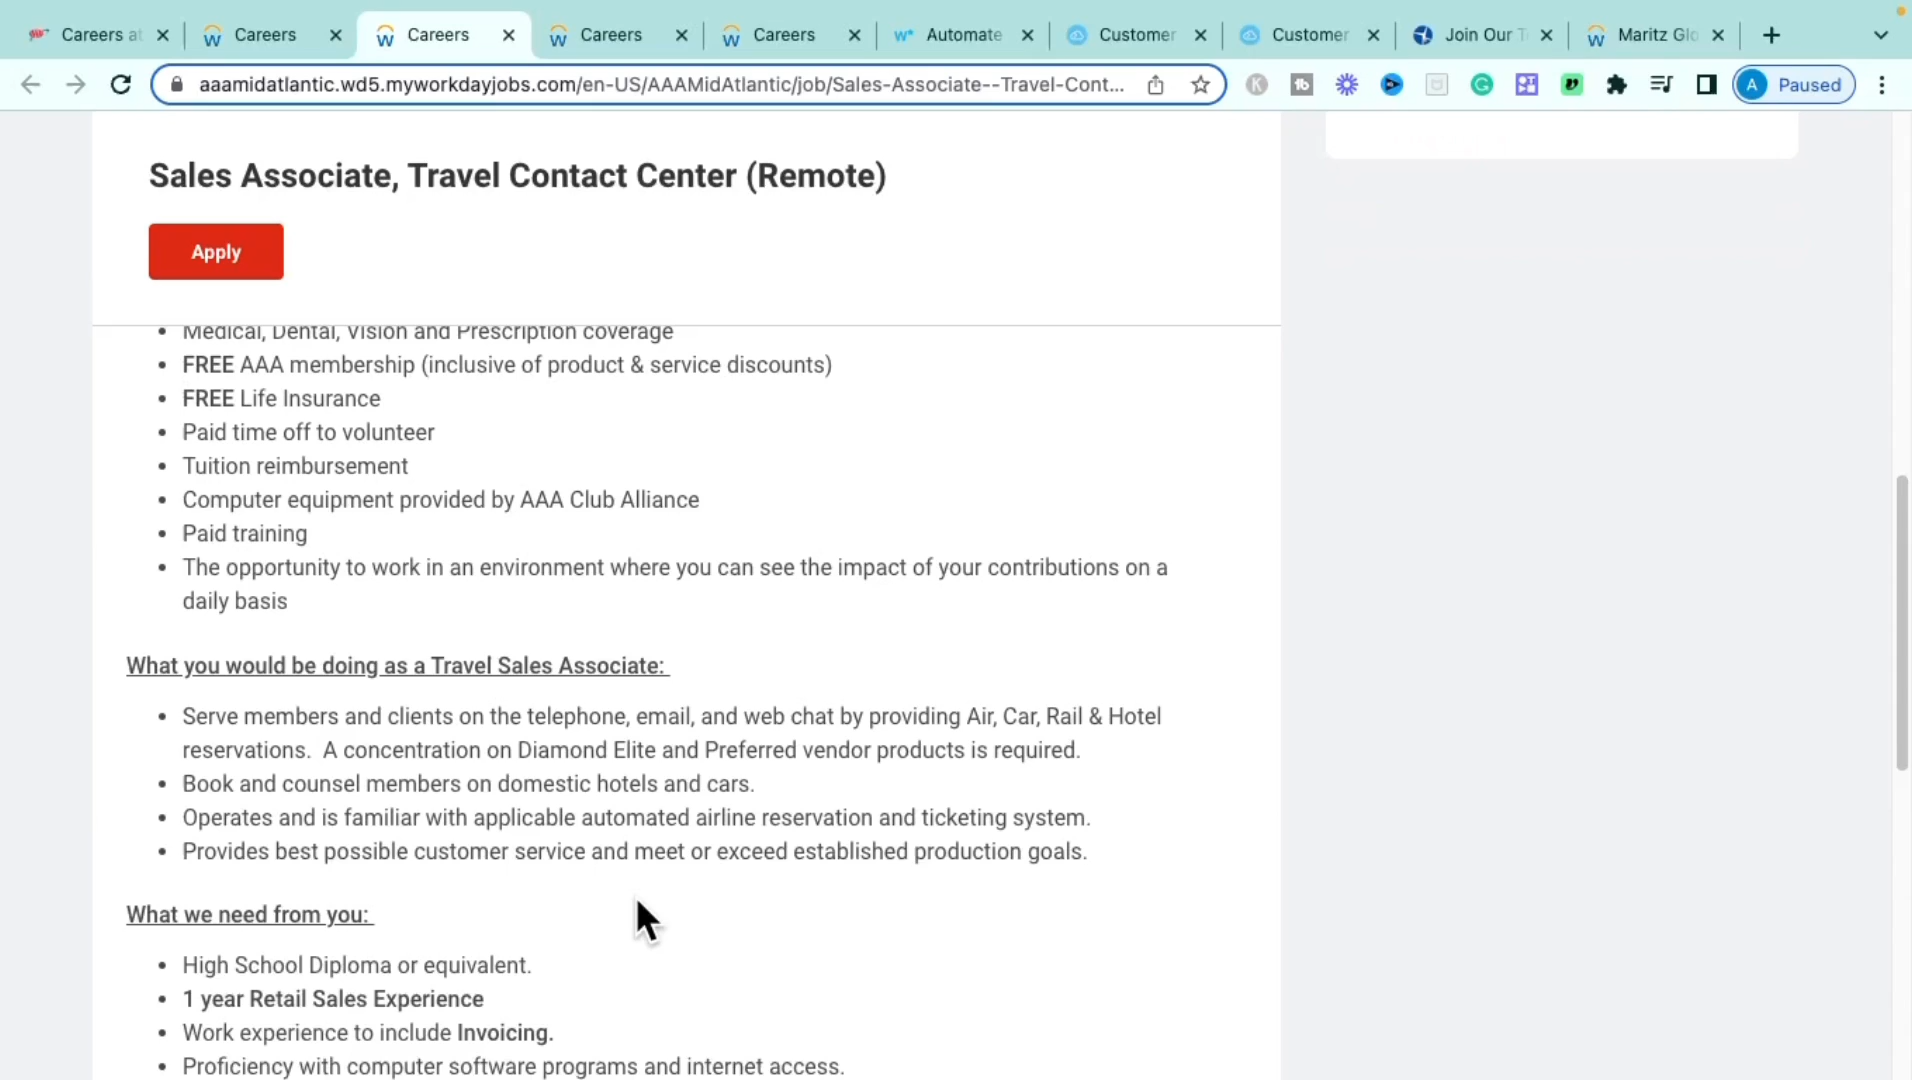 Careers at
Careers
Careers
Careers
Careers
Automate
Customer
Customer
Join Our T
Maritz Glo
aaamidatlantic.wd5.myworkdayjobs.com/en-US/AAAMidAtlantic/job/Sales-Associate--Travel-Cont...
A Paused
Sales Associate, Travel Contact Center (Remote)
Apply
• Medical, Dental, Vision and Prescription coverage
• FREE AAA membership (inclusive of product & service discounts)
• FREE Life Insurance
• Paid time off to volunteer
• Tuition reimbursement
• Computer equipment provided by AAA Club Alliance
• Paid training
• The opportunity to work in an environment where you can see the impact of your contributions on a
daily basis
What you would be doing as a Travel Sales Associate:
• Serve members and clients on the telephone, email, and web chat by providing Air, Car, Rail & Hotel
reservations.  A concentration on Diamond Elite and Preferred vendor products is required.
• Book and counsel members on domestic hotels and cars.
• Operates and is familiar with applicable automated airline reservation and ticketing system.
• Provides best possible customer service and meet or exceed established production goals.
What we need from you:
• High School Diploma or equivalent.
• 1 year Retail Sales Experience
• Work experience to include Invoicing.
• Proficiency with computer software programs and internet access.